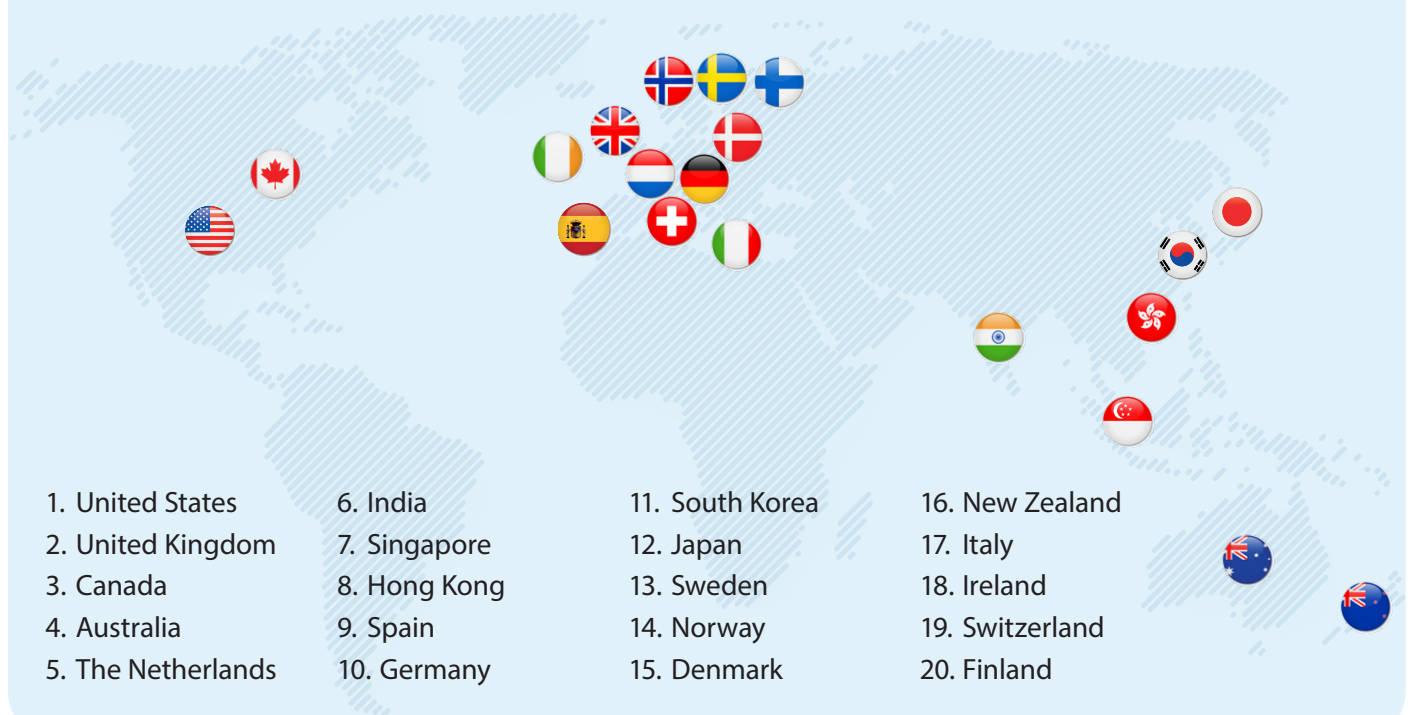 1. United States
2. United Kingdom
3. Canada
4. Australia
5. The Netherlands
6. India
7. Singapore
8. Hong Kong
9. Spain
10. Germany
11. South Korea
12. Japan
13. Sweden
14. Norway
15. Denmark
16. New Zealand
17. Italy
18. Ireland
19. Switzerland
20. Finland